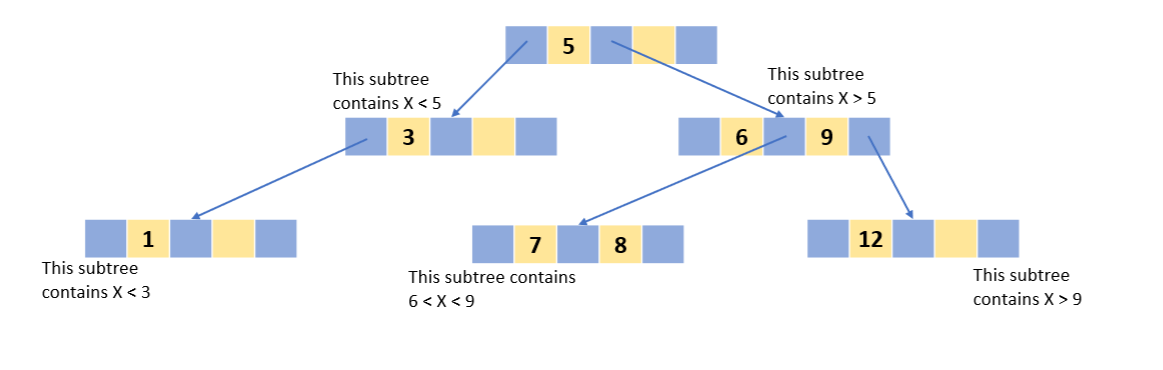 5
This subtree
contains X < 5
This subtree
contains X > 5
3
6 9
1
7 8
12
This subtree
contains X < 3
This subtree contains
6 < X < 9
This subtree
contains X > 9